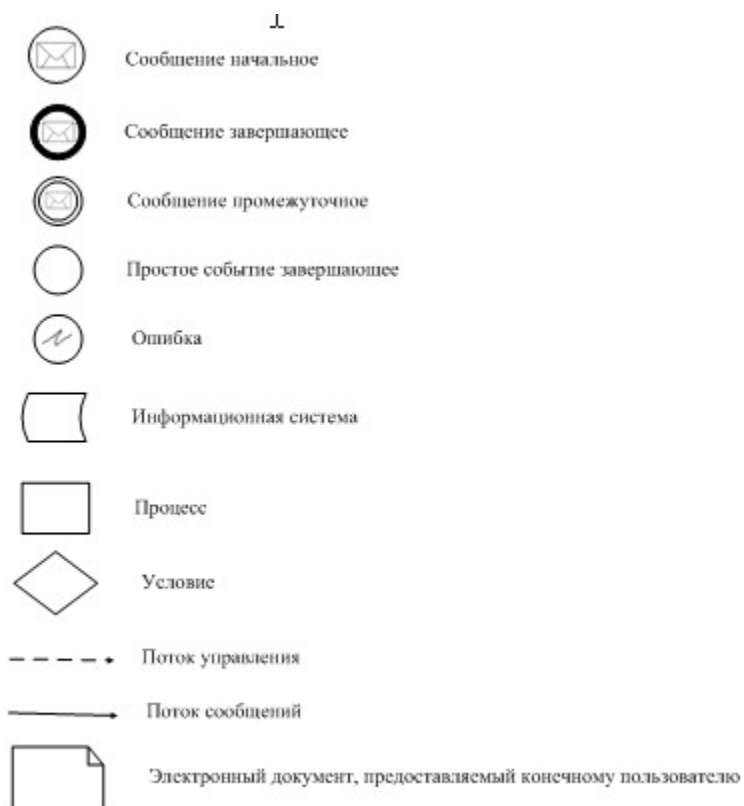 Сообщение начальное
Сообщение завершающее
Сообщение промежуточное
Простое событие завершающее
Ошибка
Информационная система
Процесс
Условие
Поток управления
Поток сообщений
Электронный документ, предоставляемый конечному пользователю